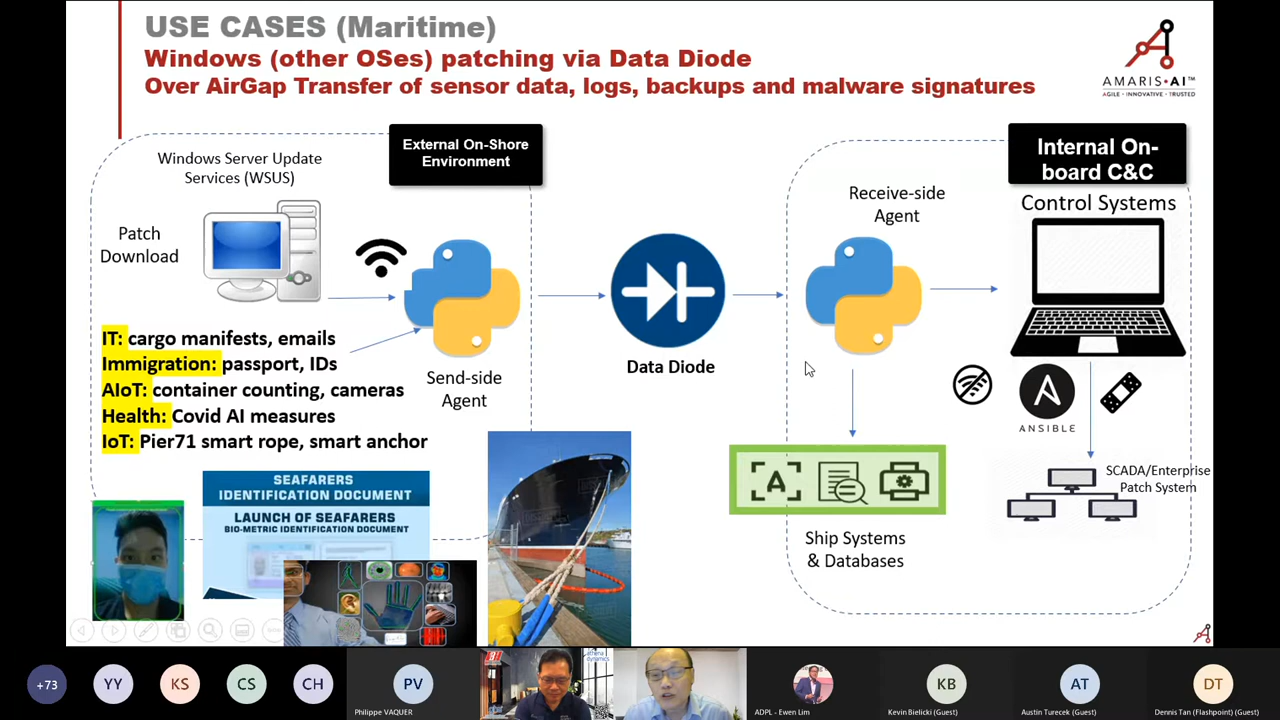 USE CASES (Maritime)
Windows (other OSes) patching via Data Diode
Over AirGap Transfer of sensor data, logs, backups and malware signatures
AMARIS•AI™
AGILE • INNOVATIVE • TRUSTED
External On-Shore
Environment
Internal On-
board C&C
Windows Server Update
Services (WSUS)
Patch
Download
Receive-side
Agent
Control Systems
IT: cargo manifests, emails
Immigration: passport, IDs
AIoT: container counting, cameras
Health: Covid AI measures
IoT: Pier71 smart rope, smart anchor
Send-side
Agent
Data Diode
ANSIBLE
A
SCADA/Enterprise
Patch System
Ship Systems
& Databases
SEAFARERS
IDENTIFICATION DOCUMENT
LAUNCH OF SEAFARERS
BIO-METRIC IDENTIFICATION DOCUMENT
+73
YY
KS
CS
CH
PV
Philippe VAQUER
athena
dynamics
ADPL - Ewen Lim
KB
Kevin Bielicki (Guest)
AT
Austin Turecek (Guest)
DT
Dennis Tan (Flashpoint) (Guest)